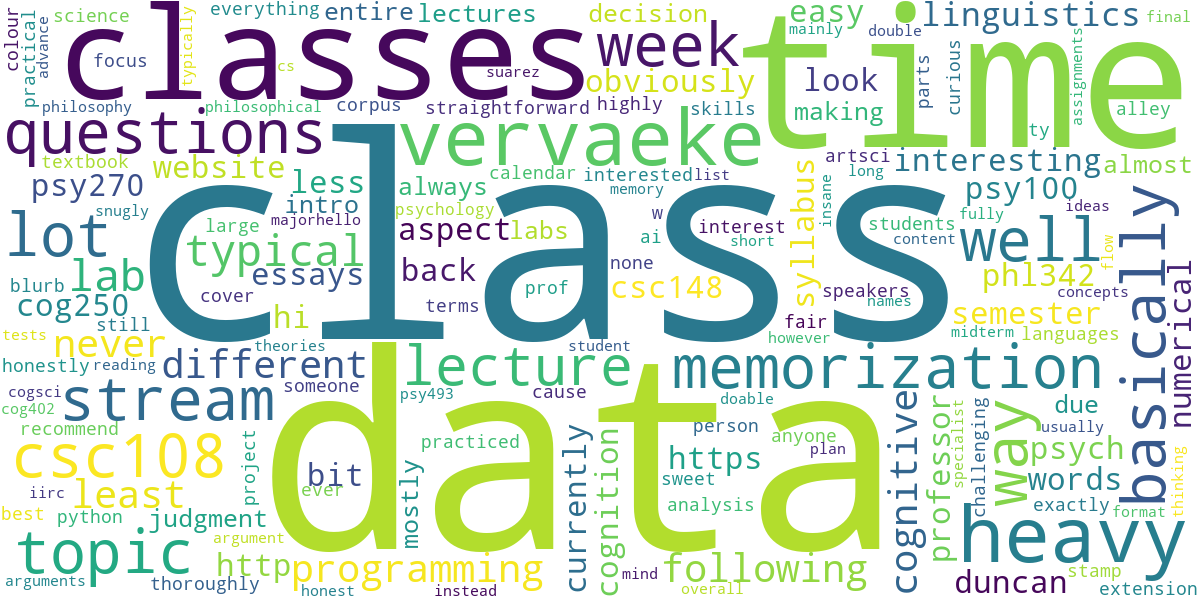 colour
science
practical
advance
everything
typically
entire
lectures
decision
easy
mainly
linguistics
double
final
classes
week
time
focus
cs
suarez
obviously
look
parts
curious
assignments
philosophy
philosophical
corpus
straightforward
highly
skills
making
alley
questions
vervaeke
ty
textbook
website
less
always
calendar
interested
list
artsci
long
interesting
almost
psy270
intro
psychology
memory
syllabus
insane
psy100
snugly
large
majorhello
class
w
interest
short
students
fully
ideas
basically
lot
typical
aspect
labs
ai
content
well
flow
blurb
lab
essays
back
none
csc148
speakers
names
phl342
concepts
numerical
cog250
cover
terms
prof
fair
semester
still
hi
however
midterm
languages
tests
never
theories
student
honestly
reading
different
lecture
memorization
cogsci
stream
someone
psy493
cause
doable
cog402
recommend
data
person
anyone
cognitive
professor
specialist
challenging
way
due
usually
csc108
project
practiced
currently
cognition
https
plan
psych
thinking
iirc
least
bit
ever
mostly
sweet
words
best
python
judgment
analysis
exactly
format
topic
argument
heavy
arguments
http
programming
mind
following
duncan
stamp
thoroughly
honest
instead
overall
extension